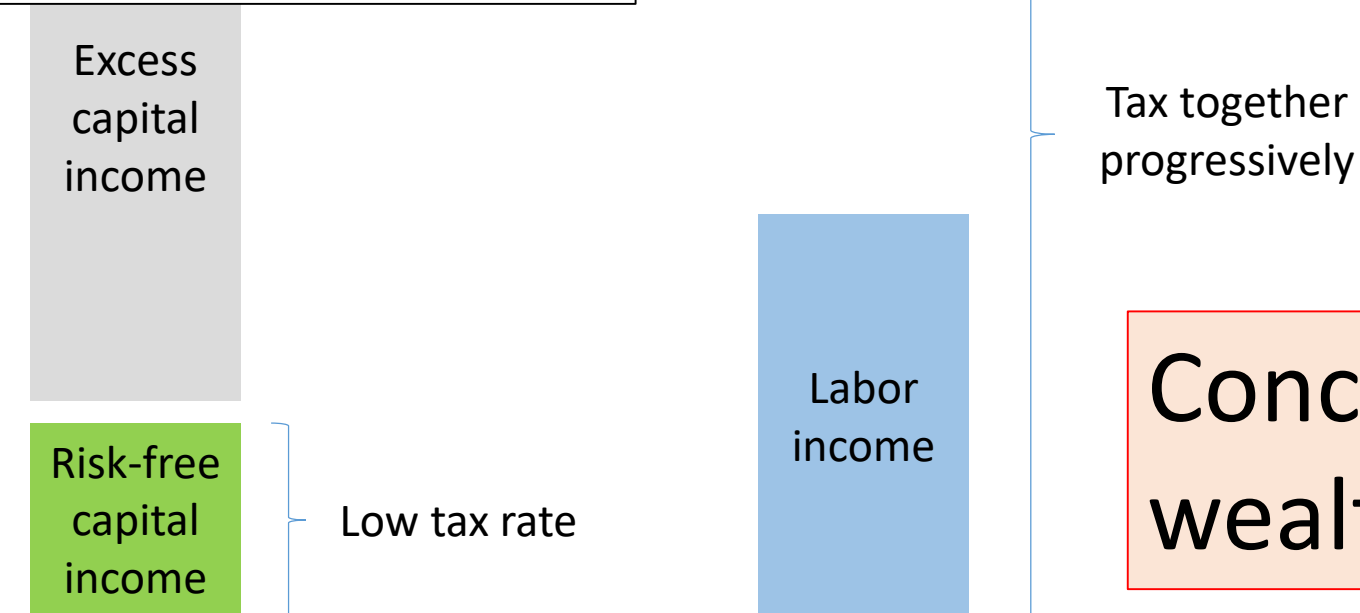 Excess
capital
income
Tax together
progressively
Labor
income
Risk-free
capital
income
Low tax rate